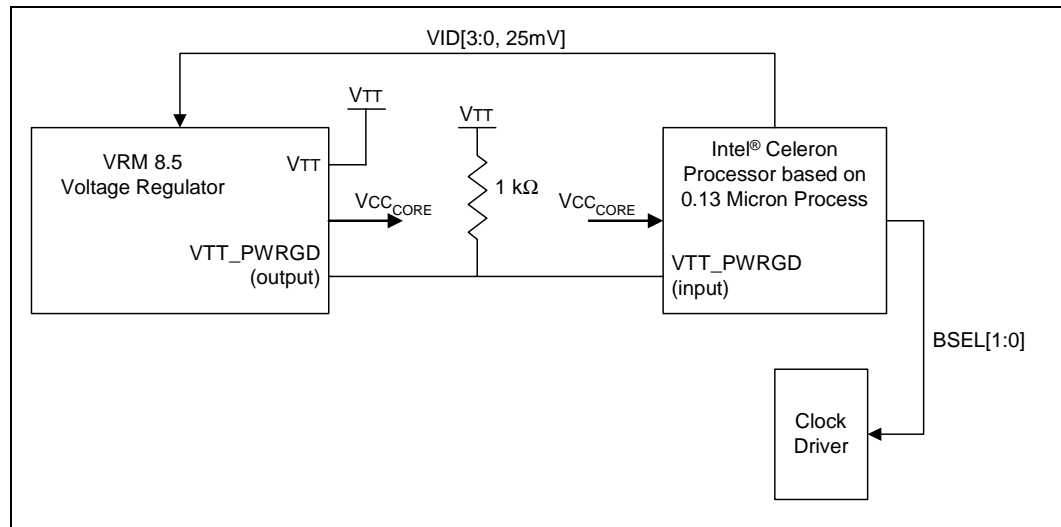 VID[3:0, 25mV]
VTT
VTT
VRM 8.5
Voltage Regulator
VTT
1 kΩ
VCCCORE
VCCCORE
VTT_PWRGD
(output)
Intel® Celeron
Processor based on
0.13 Micron Process
VTT_PWRGD
(input)
BSEL[1:0]
Clock
Driver